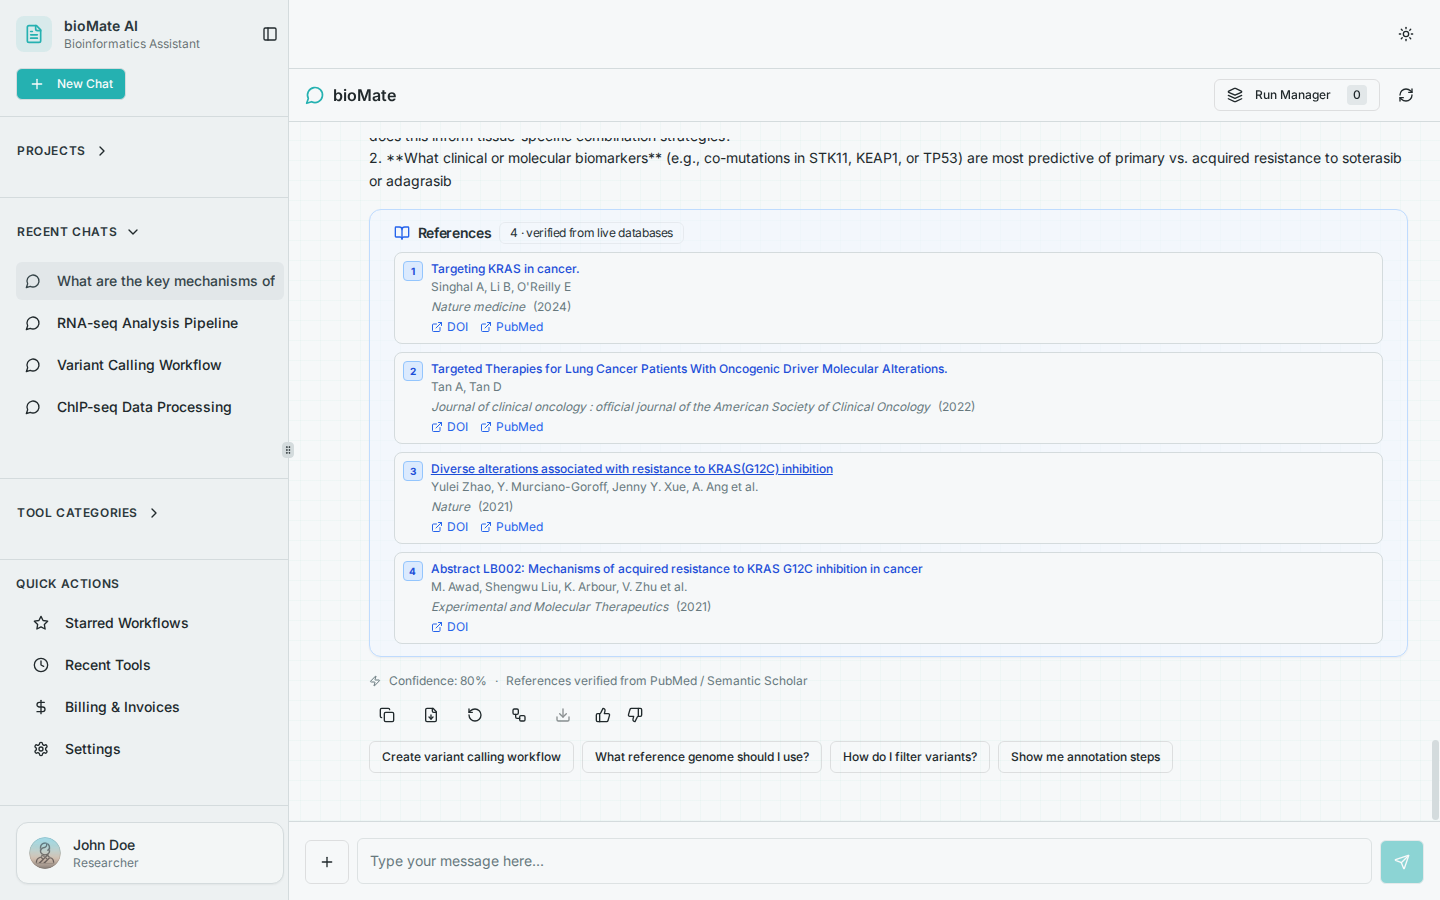 bioMate AI
Bioinformatics Assistant
New Chat
PROJECTS
RECENT CHATS
What are the key mechanisms of
RNA-seq Analysis Pipeline
Variant Calling Workflow
ChIP-seq Data Processing
TOOL CATEGORIES
QUICK ACTIONS
Starred Workflows
Recent Tools
Billing & Invoices
Settings
John Doe
Researcher
bioMate
Run Manager 0
does this inform tissue-specific combination strategies?
2. **What clinical or molecular biomarkers** (e.g., co-mutations in STK11, KEAP1, or TP53) are most predictive of primary vs. acquired resistance to soterasib
or adagrasib
References 4 · verified from live databases
1 Targeting KRAS in cancer.
Singhal A, Li B, O'Reilly E
Nature medicine (2024)
DOI PubMed
2 Targeted Therapies for Lung Cancer Patients With Oncogenic Driver Molecular Alterations.
Tan A, Tan D
Journal of clinical oncology : official journal of the American Society of Clinical Oncology (2022)
DOI PubMed
3 Diverse alterations associated with resistance to KRAS(G12C) inhibition
Yulei Zhao, Y. Murciano-Goroff, Jenny Y. Xue, A. Ang et al.
Nature (2021)
DOI PubMed
4 Abstract LB002: Mechanisms of acquired resistance to KRAS G12C inhibition in cancer
M. Awad, Shengwu Liu, K. Arbour, V. Zhu et al.
Experimental and Molecular Therapeutics (2021)
DOI
Confidence: 80% · References verified from PubMed / Semantic Scholar
Create variant calling workflow
What reference genome should I use?
How do I filter variants?
Show me annotation steps
Type your message here...